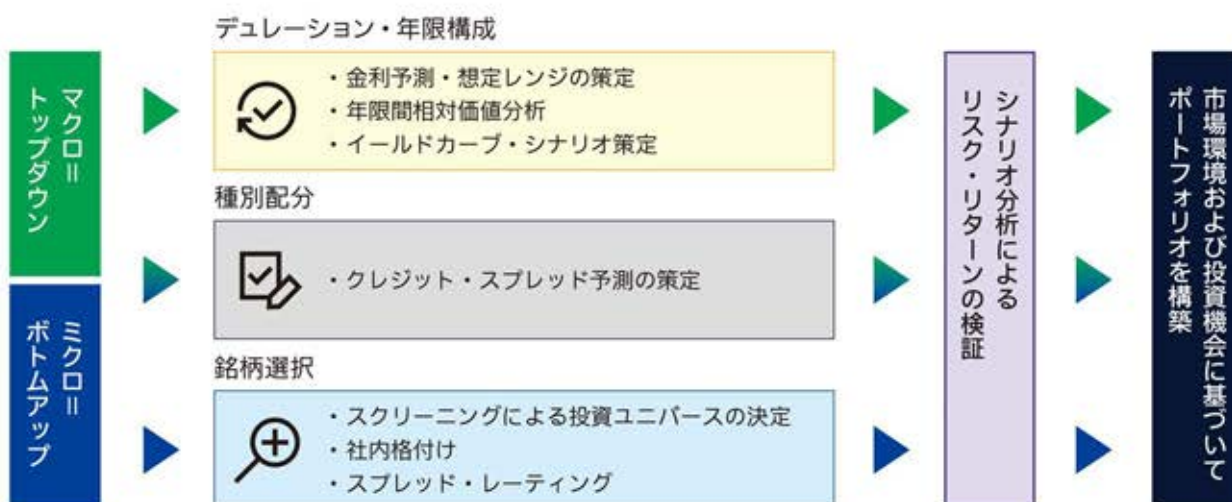 マクロ＝
トップダウン
ミクロ＝
ボトムアップ
デュレーション・年限構成
・金利予測・想定レンジの策定
・年限間相対価値分析
・イールドカーブ・シナリオ策定
種別配分
・クレジット・スプレッド予測の策定
銘柄選択
・スクリーニングによる投資ユニバースの決定
・社内格付け
・スプレッド・レーティング
シナリオ分析による
リスク・リターンの検証
市場環境および投資機会に基づいて
ポートフォリオを構築